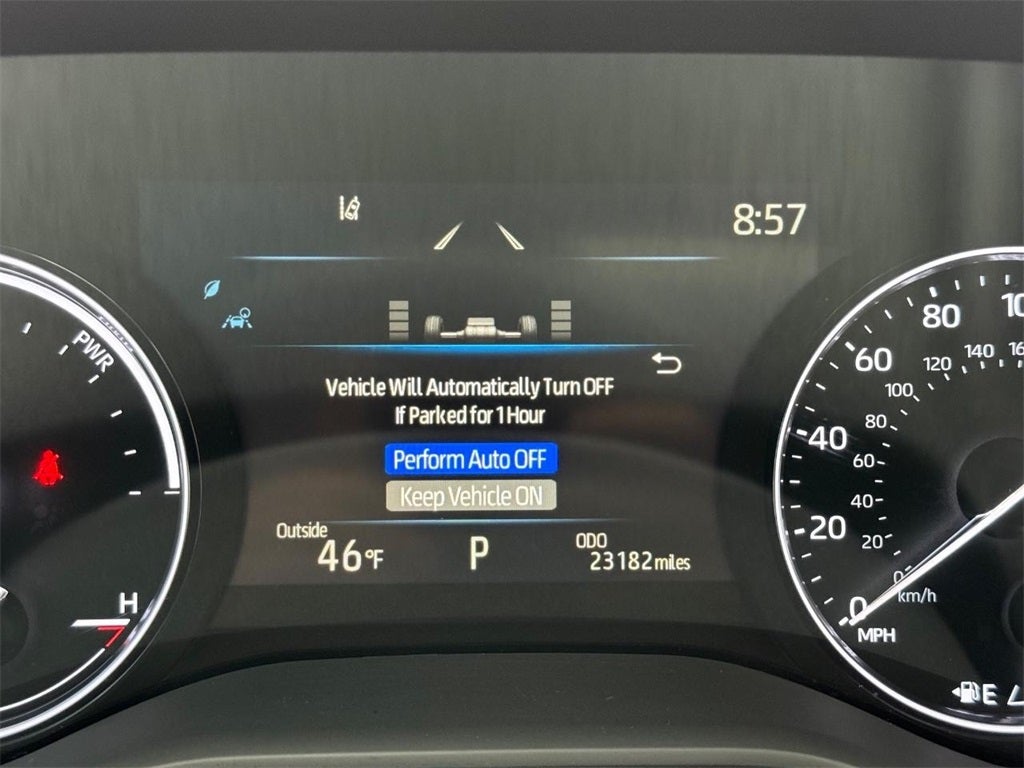 8:57
PWR
Vehicle Will Automatically Turn OFF
If Parked for 1 Hour
Perform Auto OFF
Keep Vehicle ON
Outside
46°F
P
ODO
23182 miles
H
80
60
40
20
0
MPH
140
120
100
80
60
40
20
0
km/h
E